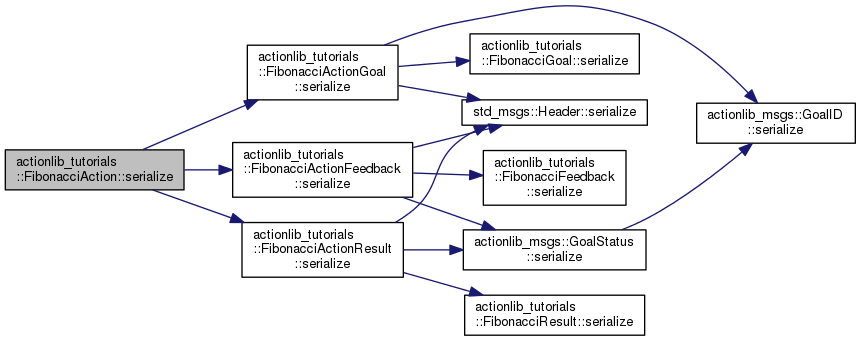 actionlib_tutorials
::FibonacciAction::serialize
actionlib_tutorials
::FibonacciActionGoal
::serialize
actionlib_tutorials
::FibonacciActionFeedback
::serialize
actionlib_tutorials
::FibonacciActionResult
::serialize
actionlib_tutorials
::FibonacciGoal::serialize
std_msgs::Header::serialize
actionlib_tutorials
::FibonacciFeedback
::serialize
actionlib_msgs::GoalStatus
::serialize
actionlib_tutorials
::FibonacciResult::serialize
actionlib_msgs::GoalID
::serialize